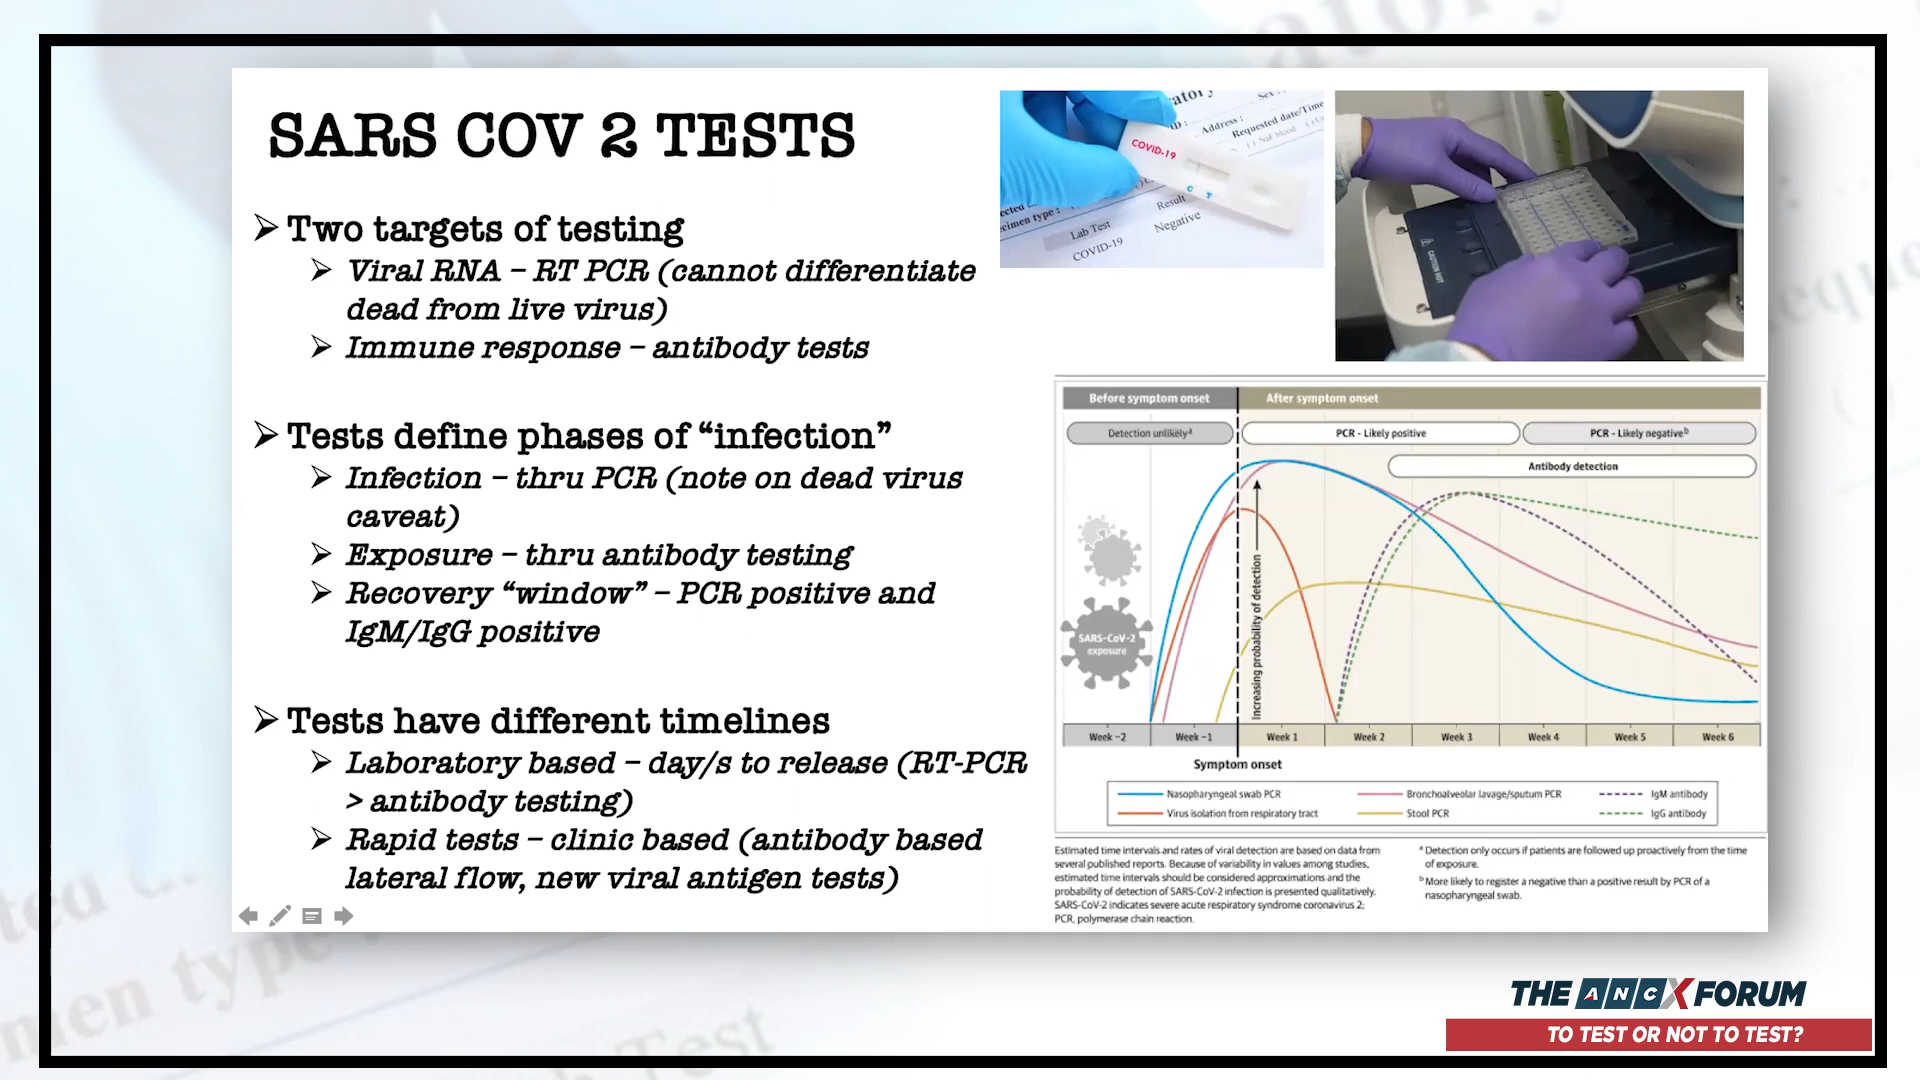 SARS COV 2 TESTS
Two targets of testing
Viral RNA – RT PCR (cannot differentiate
dead from live virus)
Immune response – antibody tests
Tests define phases of “infection”
Infection – thru PCR (note on dead virus
caveat)
Exposure – thru antibody testing
Recovery “window” – PCR positive and
IgM/IgG positive
Tests have different timelines
Laboratory based – day/s to release (RT-PCR
> antibody testing)
Rapid tests – clinic based (antibody based
lateral flow, new viral antigen tests)
Address :
Requested date/Time
COVID-19
C T
Result
Lab Test
Negative
COVID-19
CAUTION HOT
Before symptom onset
After symptom onset
Detection unlikelyᵃ
PCR - Likely positive
PCR - Likely negativeᵇ
Antibody detection
SARS-CoV-2
exposure
Increasing probability of detection
Week −2
Week −1
Week 1
Week 2
Week 3
Week 4
Week 5
Week 6
Symptom onset
Nasopharyngeal swab PCR
Virus isolation from respiratory tract
Bronchoalveolar lavage/sputum PCR
Stool PCR
IgM antibody
IgG antibody
Estimated time intervals and rates of viral detection are based on data from
several published reports. Because of variability in values among studies,
estimated time intervals should be considered approximations and the
probability of detection of SARS-CoV-2 infection is presented qualitatively.
SARS-CoV-2 indicates severe acute respiratory syndrome coronavirus 2;
PCR, polymerase chain reaction.
ᵃ Detection only occurs if patients are followed up proactively from the time
of exposure.
ᵇ More likely to register a negative than a positive result by PCR of a
nasopharyngeal swab.
THE ANCX FORUM
TO TEST OR NOT TO TEST?